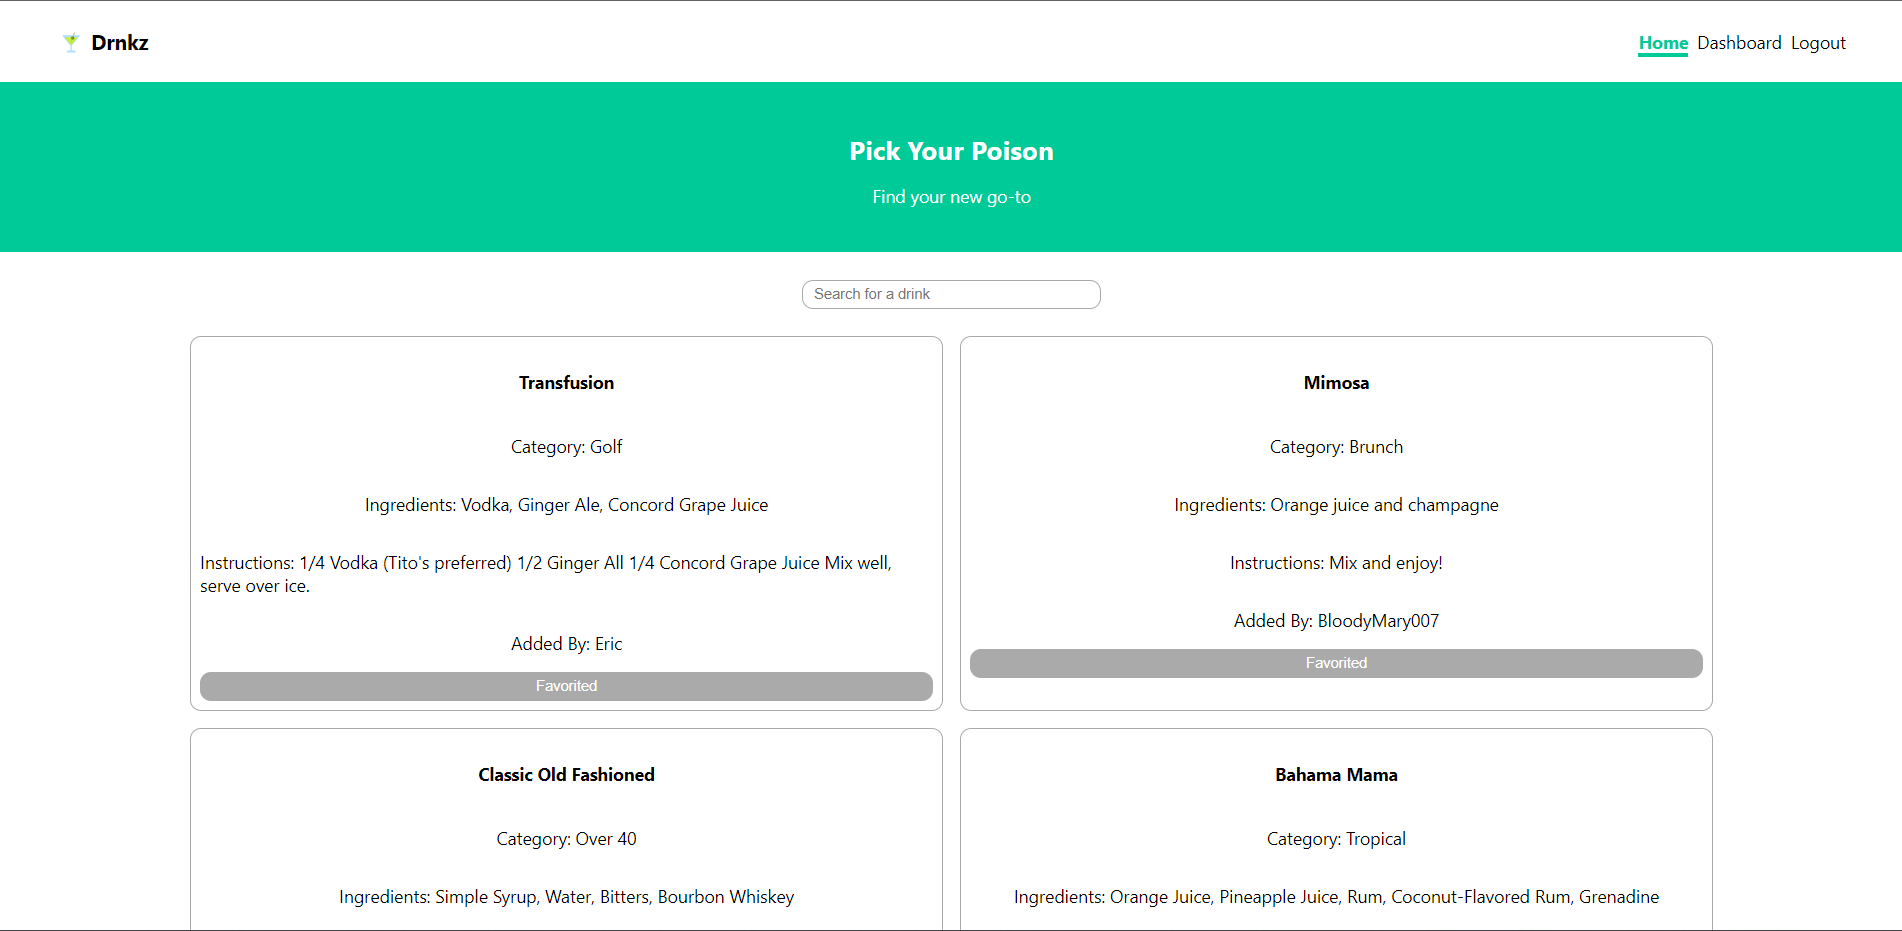 Drnkz
Home Dashboard Logout
Pick Your Poison
Find your new go-to
Search for a drink
Transfusion
Category: Golf
Ingredients: Vodka, Ginger Ale, Concord Grape Juice
Instructions: 1/4 Vodka (Tito's preferred) 1/2 Ginger All 1/4 Concord Grape Juice Mix well,
serve over ice.
Added By: Eric
Favorited
Mimosa
Category: Brunch
Ingredients: Orange juice and champagne
Instructions: Mix and enjoy!
Added By: BloodyMary007
Favorited
Classic Old Fashioned
Category: Over 40
Ingredients: Simple Syrup, Water, Bitters, Bourbon Whiskey
Bahama Mama
Category: Tropical
Ingredients: Orange Juice, Pineapple Juice, Rum, Coconut-Flavored Rum, Grenadine